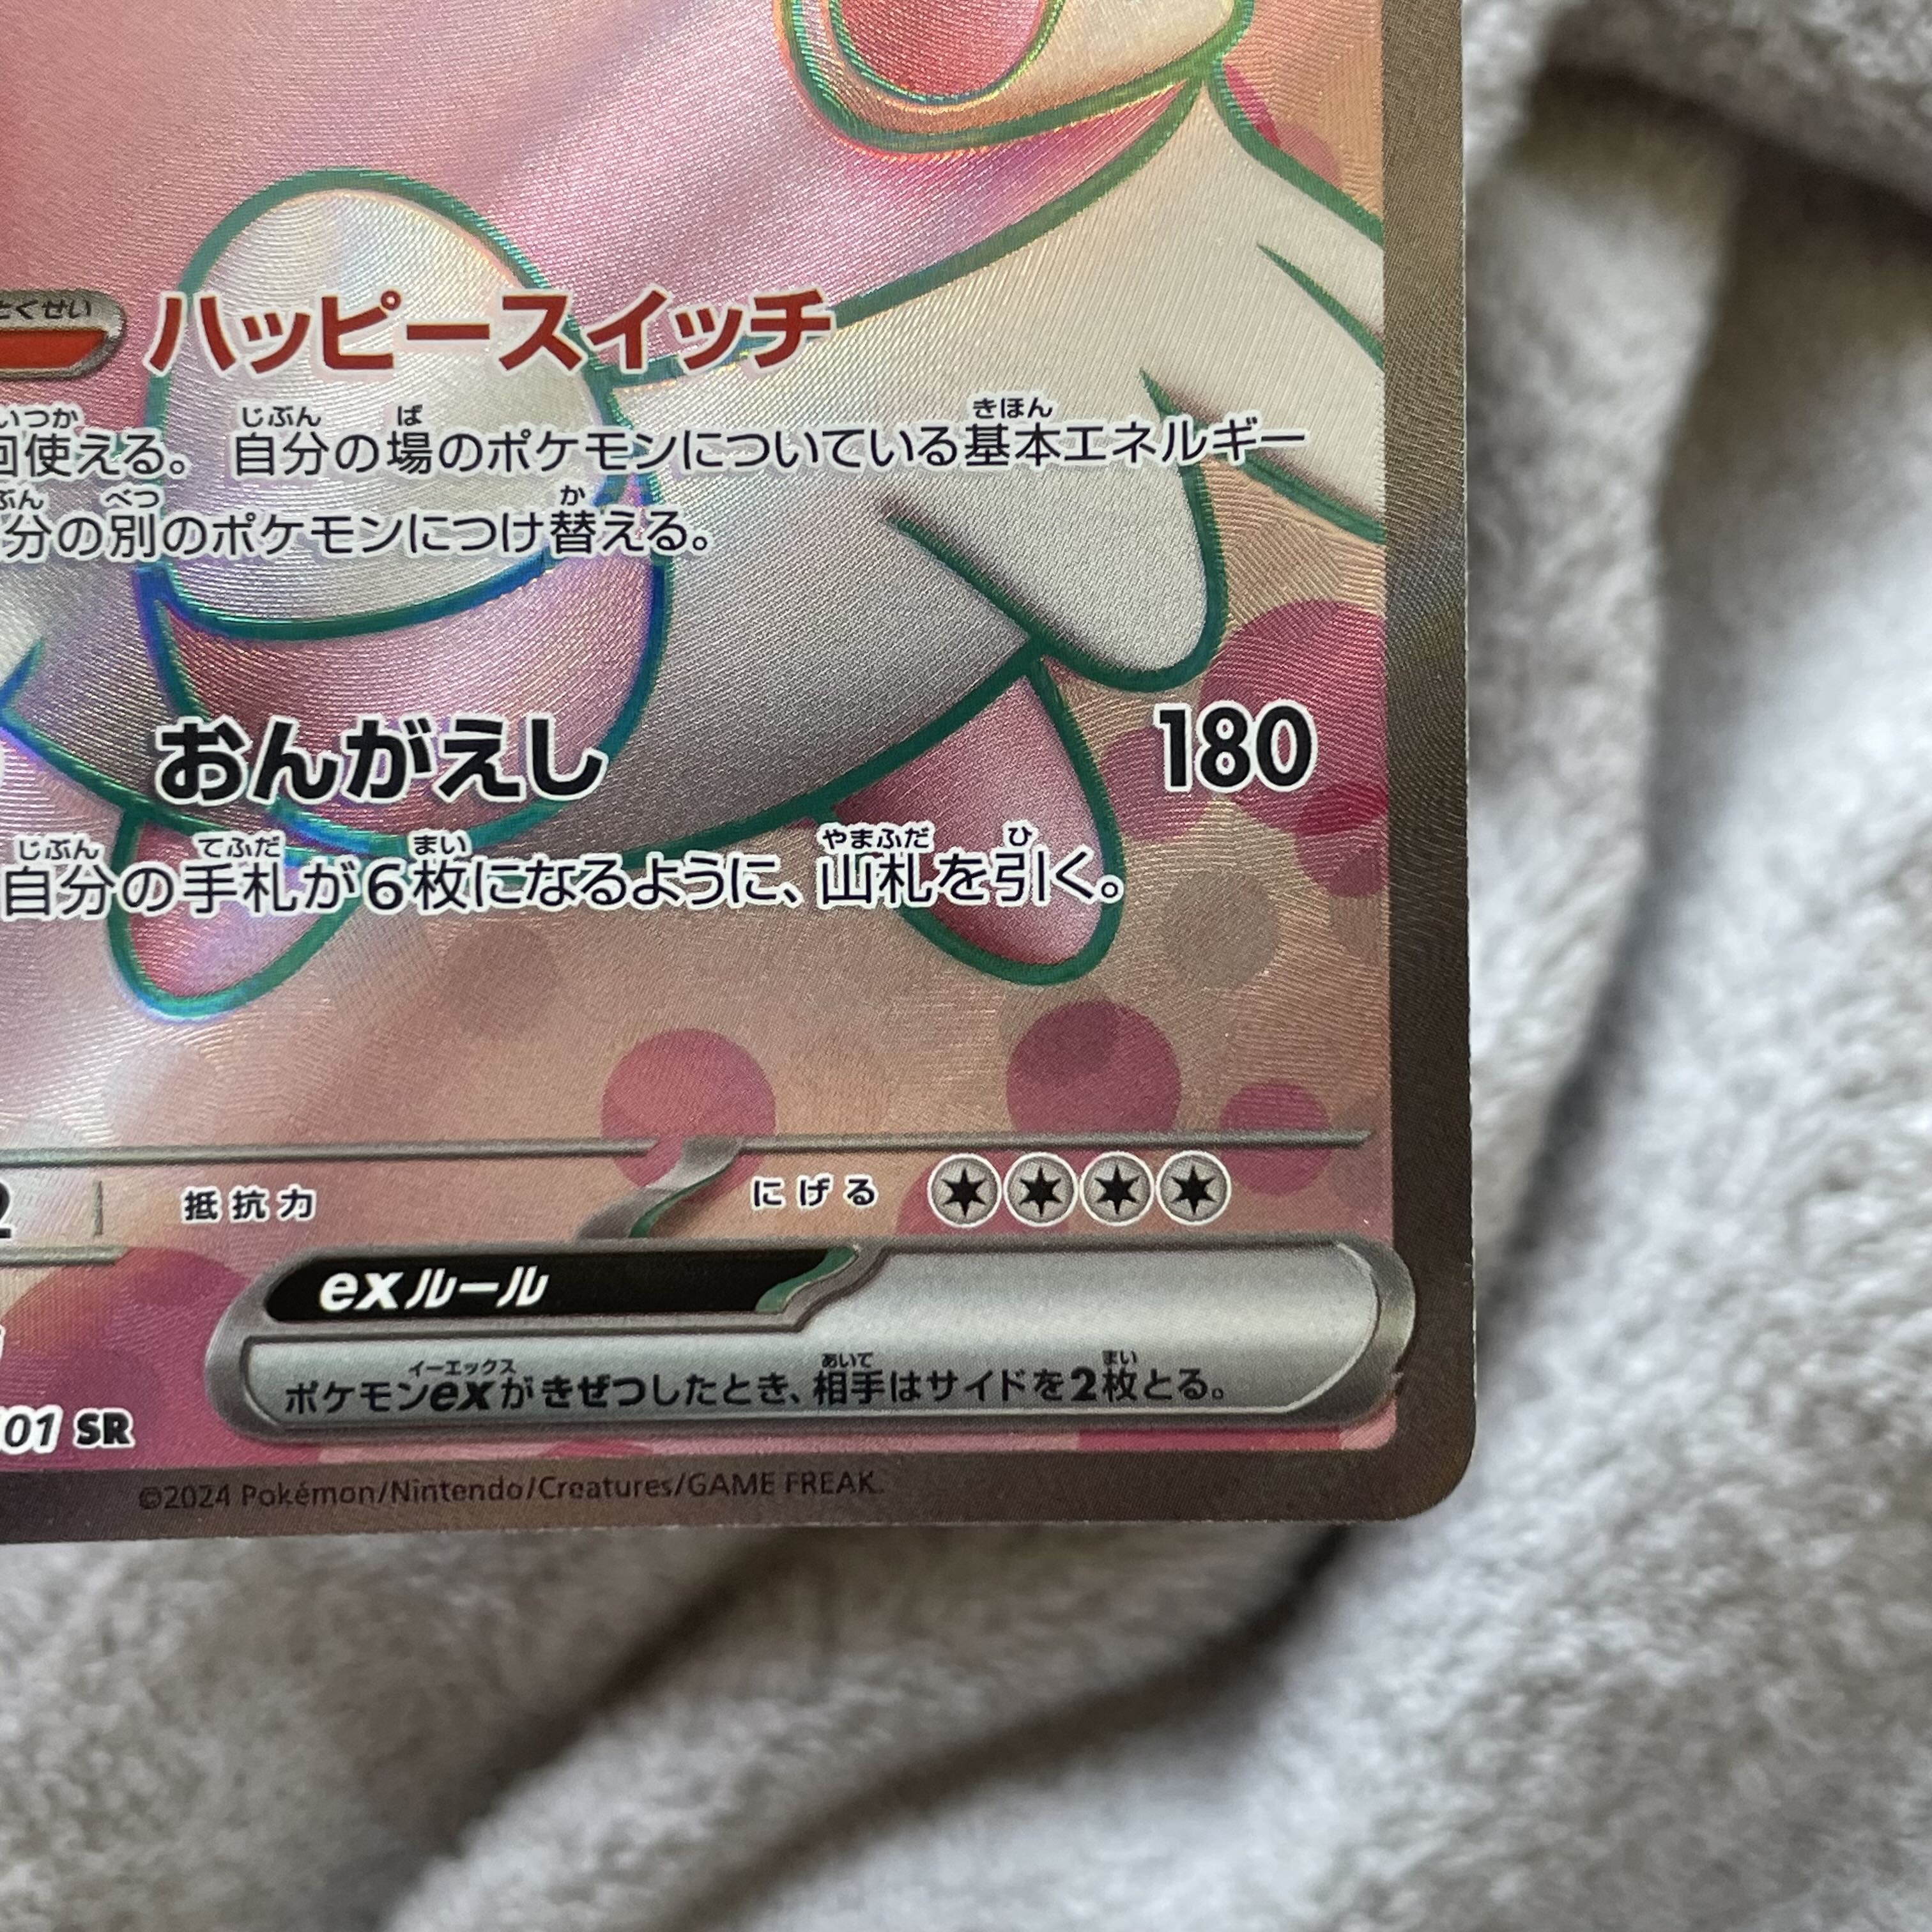 とくせい ハッピースイッチ
回使える。自分の場のポケモンについている基本エネルギー
分の別のポケモンにつけ替える。
おんがえし 180
自分の手札が6枚になるように、山札を引く。
2 抵抗力 にげる
exルール
ポケモンexがきぜつしたとき、相手はサイドを2枚とる。
01 SR
©2024 Pokémon/Nintendo/Creatures/GAME FREAK.